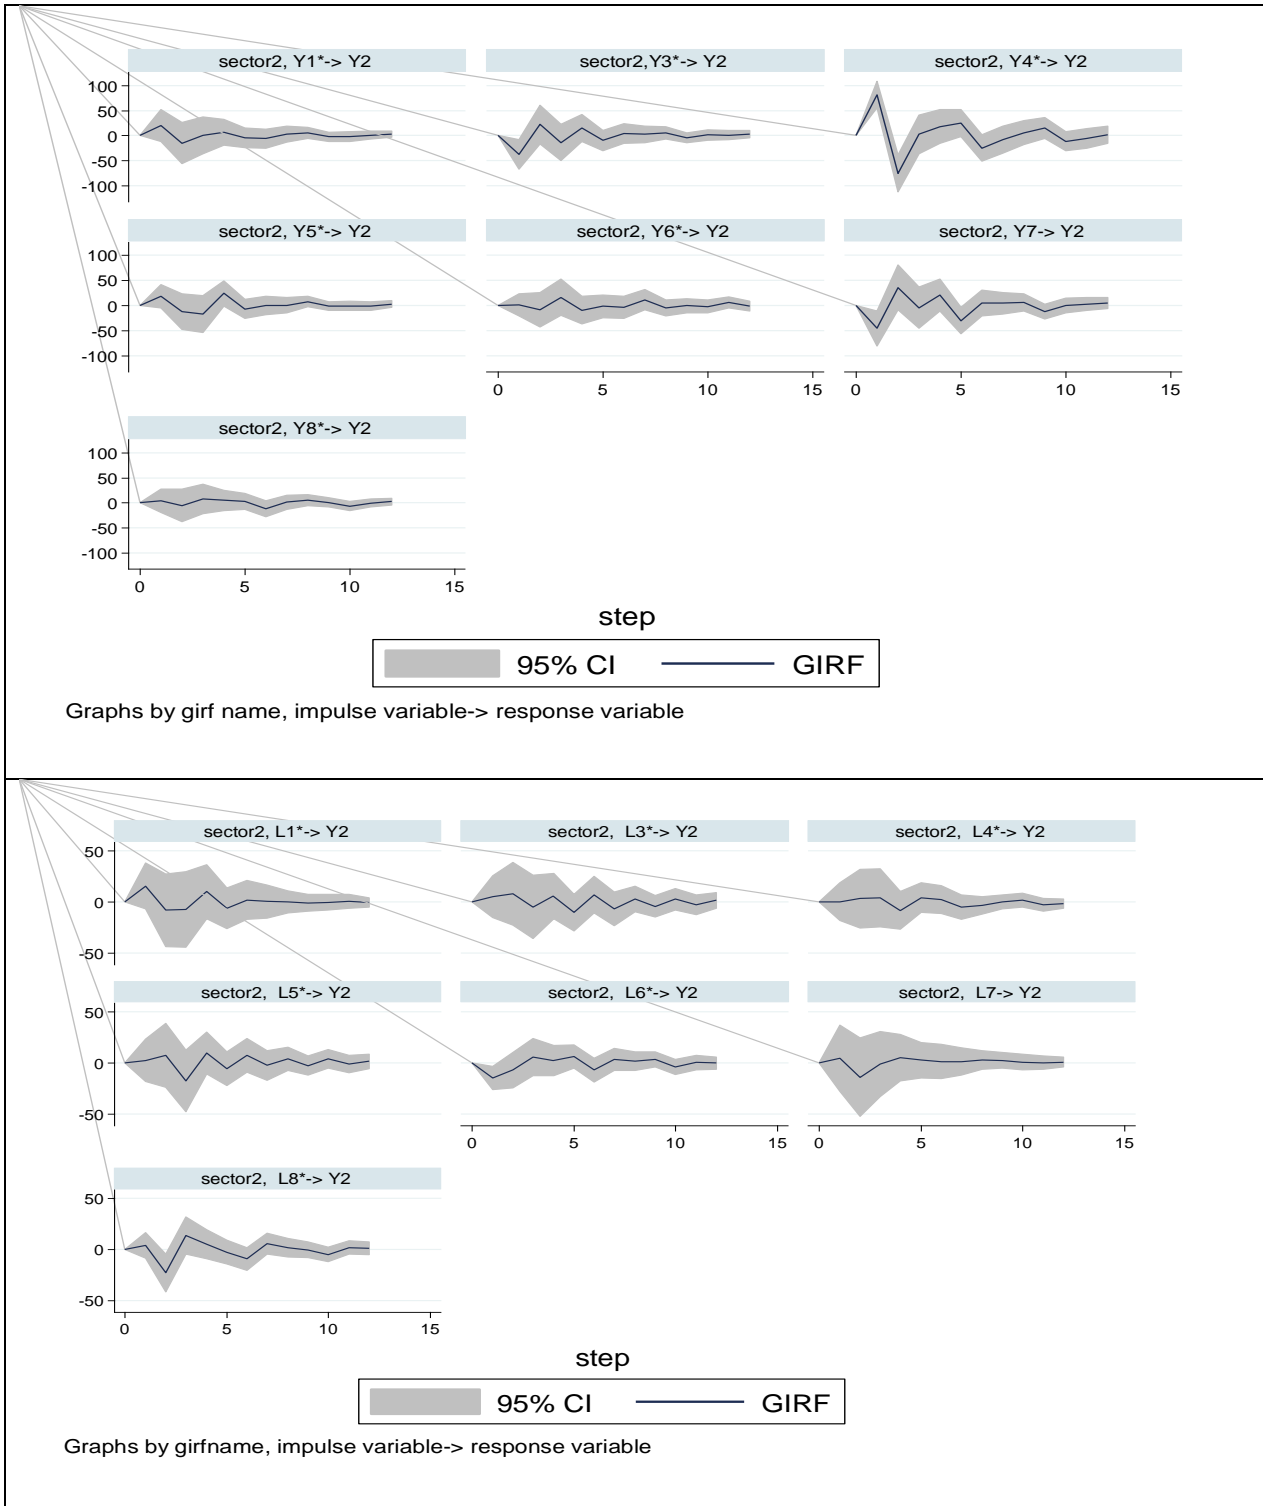 sector2, Y1*-> Y2
sector2,Y3*-> Y2
sector2, Y4*-> Y2
100
50
0
-50
-100
sector2, Y5*-> Y2
sector2, Y6*-> Y2
sector2, Y7-> Y2
100
50
0
-50
-100
0 5 10 15
0 5 10 15
sector2, Y8*-> Y2
100
50
0
-50
-100
0 5 10 15
step
95% CI GIRF
Graphs by girf name, impulse variable-> response variable
sector2, L1*-> Y2
sector2, L3*-> Y2
sector2, L4*-> Y2
50
0
-50
sector2, L5*-> Y2
sector2, L6*-> Y2
sector2, L7-> Y2
50
0
-50
0 5 10 15
0 5 10 15
sector2, L8*-> Y2
50
0
-50
0 5 10 15
step
95% CI GIRF
Graphs by girfname, impulse variable-> response variable